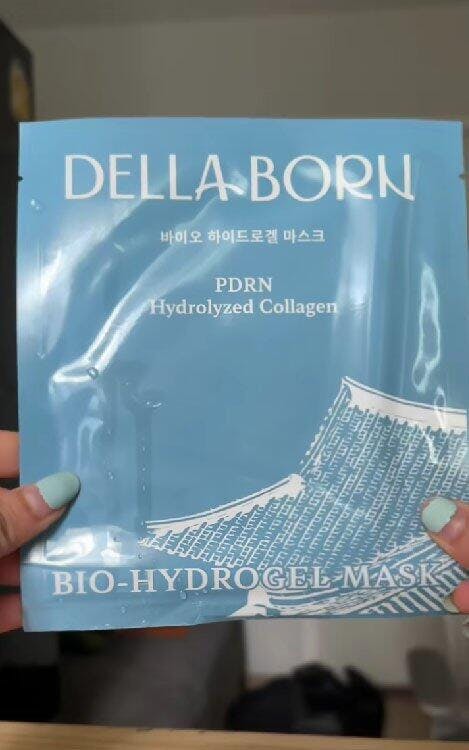 DELLA BORN
바이오 하이드로겔 마스크
PDRN
Hydrolyzed Collagen
BIO-HYDROGEL MASK